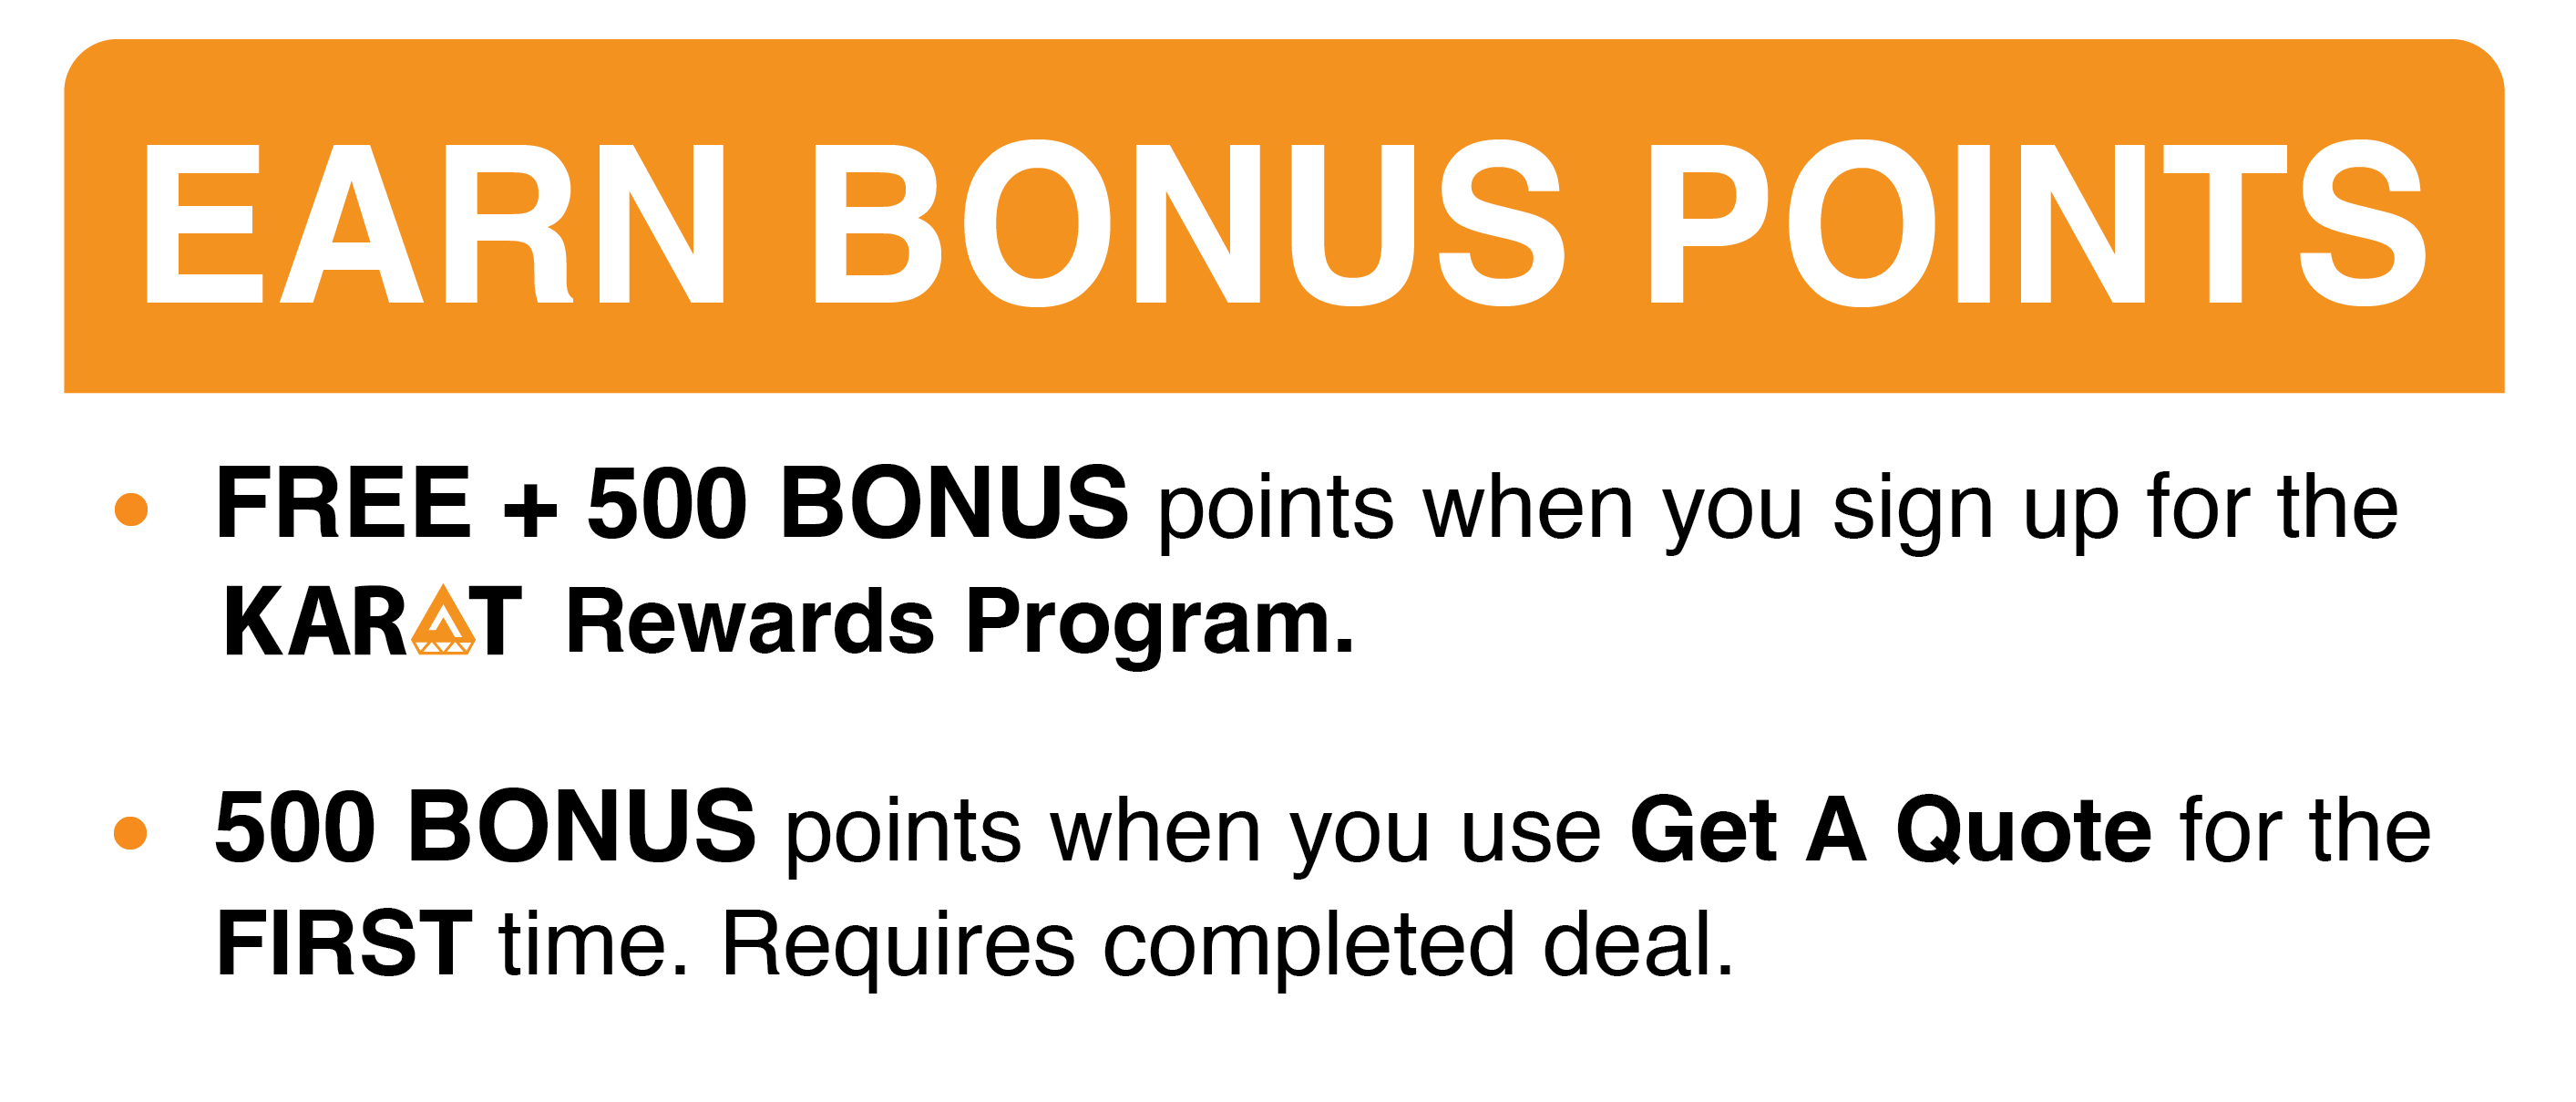 EARN BONUS POINTS
• FREE + 500 BONUS points when you sign up for the
KARAT Rewards Program.
• 500 BONUS points when you use Get A Quote for the
FIRST time. Requires completed deal.